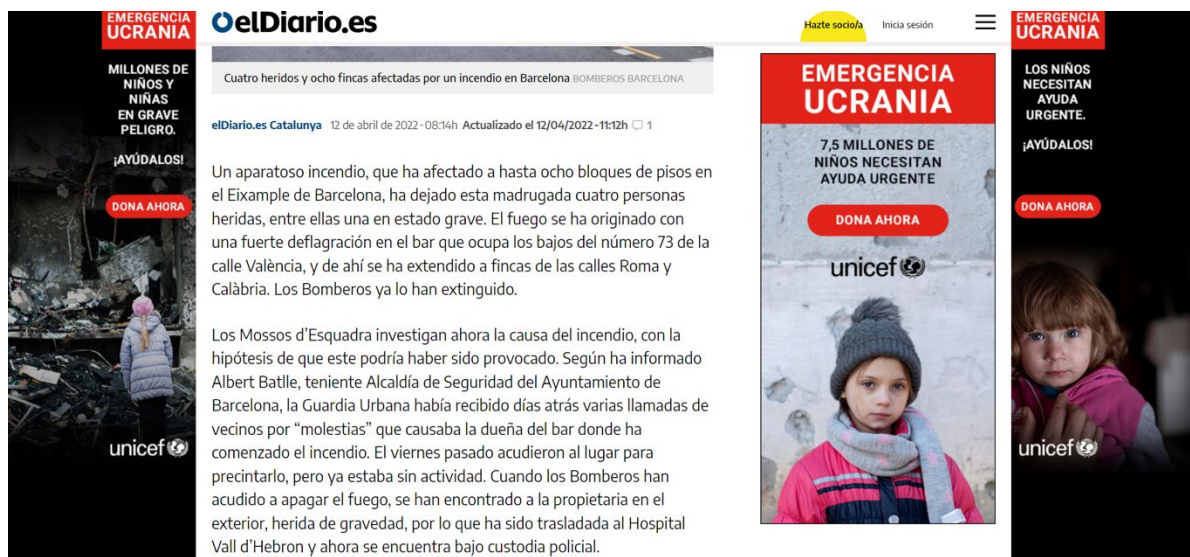 EMERGENCIA
UCRANIA
MILLONES DE
NIÑOS Y
NIÑAS
EN GRAVE
PELIGRO.
¡AYÚDALOS!
DONA AHORA
unicef
elDiario.es
Hazte socio/a
Inicia sesión
Cuatro heridos y ocho fincas afectadas por un incendio en Barcelona BOMBEROS BARCELONA
elDiario.es Catalunya 12 de abril de 2022-08:14h Actualizado el 12/04/2022-11:12h 1
Un aparatoso incendio, que ha afectado a hasta ocho bloques de pisos en
el Eixample de Barcelona, ha dejado esta madrugada cuatro personas
heridas, entre ellas una en estado grave. El fuego se ha originado con
una fuerte deflagración en el bar que ocupa los bajos del número 73 de la
calle València, y de ahí se ha extendido a fincas de las calles Roma y
Calàbria. Los Bomberos ya lo han extinguido.
Los Mossos d’Esquadra investigan ahora la causa del incendio, con la
hipótesis de que este podría haber sido provocado. Según ha informado
Albert Batlle, teniente Alcaldía de Seguridad del Ayuntamiento de
Barcelona, la Guardia Urbana había recibido días atrás varias llamadas de
vecinos por “molestias” que causaba la dueña del bar donde ha
comenzado el incendio. El viernes pasado acudieron al lugar para
precintarlo, pero ya estaba sin actividad. Cuando los Bomberos han
acudido a apagar el fuego, se han encontrado a la propietaria en el
exterior, herida de gravedad, por lo que ha sido trasladada al Hospital
Vall d’Hebron y ahora se encuentra bajo custodia policial.
EMERGENCIA
UCRANIA
7,5 MILLONES DE
NIÑOS NECESITAN
AYUDA URGENTE
DONA AHORA
unicef
EMERGENCIA
UCRANIA
LOS NIÑOS
NECESITAN
AYUDA
URGENTE.
¡AYÚDALOS!
DONA AHORA
unicef